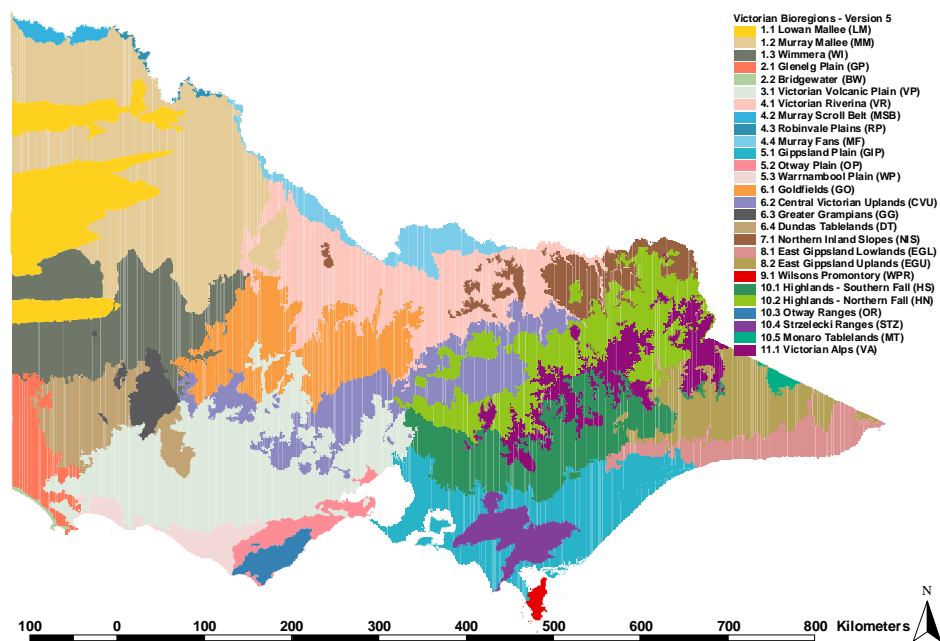 Victorian Bioregions - Version 5
1.1 Lowan Mallee (LM)
1.2 Murray Mallee (MM)
1.3 Wimmera (WI)
2.1 Glenelg Plain (GP)
2.2 Bridgewater (BW)
3.1 Victorian Volcanic Plain (VP)
4.1 Victorian Riverina (VR)
4.2 Murray Scroll Belt (MSB)
4.3 Robinvale Plains (RP)
4.4 Murray Fans (MF)
5.1 Gippsland Plain (GIP)
5.2 Otway Plain (OP)
5.3 Warrnambool Plain (WP)
6.1 Goldfields (GO)
6.2 Central Victorian Uplands (CVU)
6.3 Greater Grampians (GG)
6.4 Dundas Tablelands (DT)
7.1 Northern Inland Slopes (NIS)
8.1 East Gippsland Lowlands (EGL)
8.2 East Gippsland Uplands (EGU)
9.1 Wilsons Promontory (WPR)
10.1 Highlands - Southern Fall (HS)
10.2 Highlands - Northern Fall (HN)
10.3 Otway Ranges (OR)
10.4 Strzelecki Ranges (STZ)
10.5 Monaro Tablelands (MT)
11.1 Victorian Alps (VA)
N
100 0 100 200 300 400 500 600 700 800 Kilometers